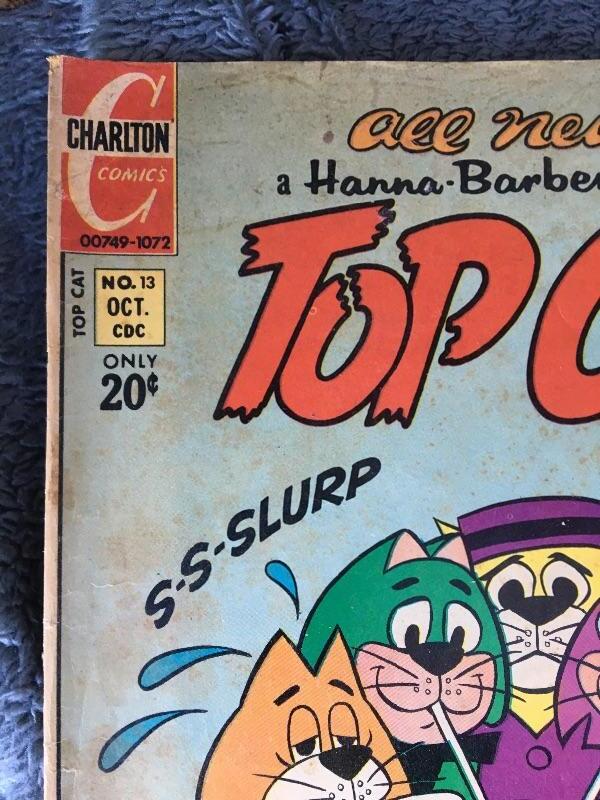 CHARLTON
COMICS
00749-1072
TOP CAT
NO. 13
OCT.
CDC
ONLY
20¢
all ne
a Hanna-Barbe
TOP C
S-S-SLURP